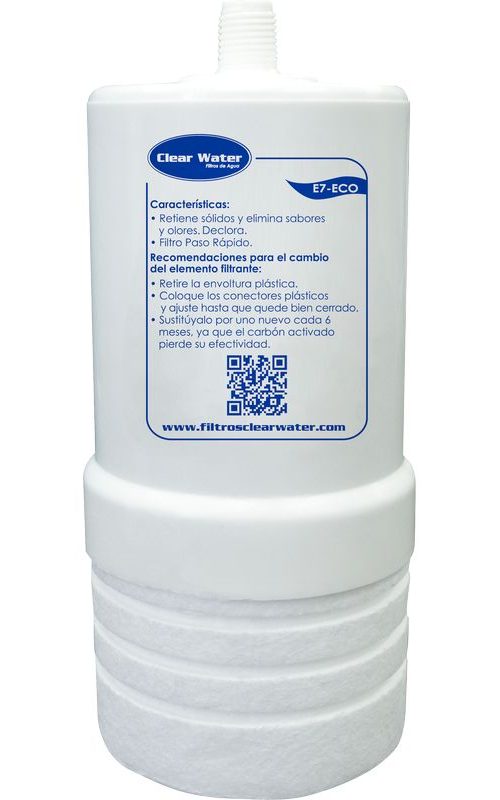 Clear Water
Filtros de Agua
E7-ECO
Características:
• Retiene sólidos y elimina sabores
y olores. Declora.
• Filtro Paso Rápido.
Recomendaciones para el cambio
del elemento filtrante:
• Retire la envoltura plástica.
• Coloque los conectores plásticos
y ajuste hasta que quede bien cerrado.
• Sustitúyalo por uno nuevo cada 6
meses, ya que el carbón activado
pierde su efectividad.
www.filtrosclearwater.com